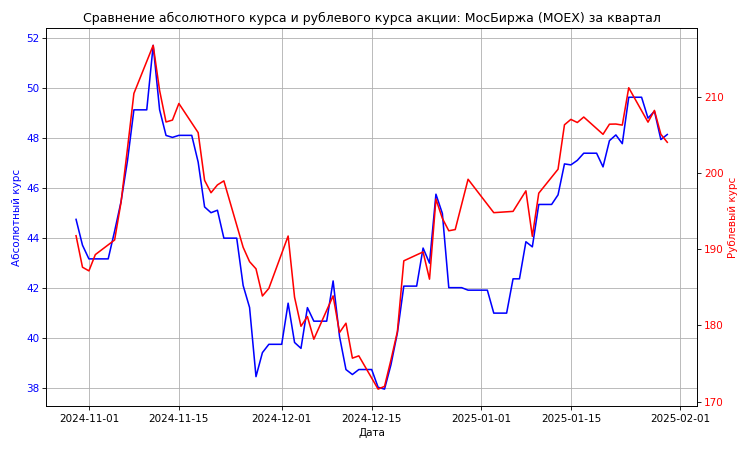 Сравнение абсолютного курса и рублевого курса акции: МосБиржа (MOEX) за квартал
Абсолютный курс
52
50
48
46
44
42
40
38
210
200
190
180
170
Рублевый курс
2024-11-01 2024-11-15 2024-12-01 2024-12-15 2025-01-01 2025-01-15 2025-02-01
Дата